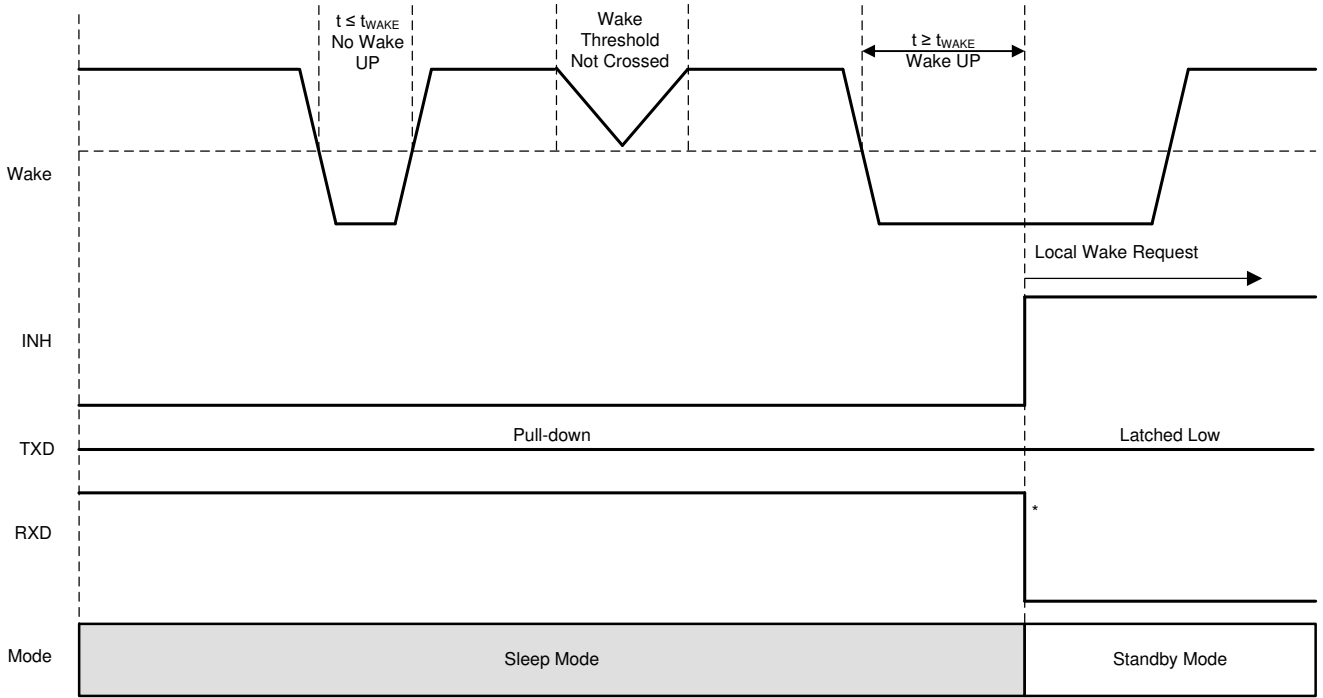 t ≤ tWAKE
No Wake
UP
Wake
Threshold
Not Crossed
t ≥ tWAKE
Wake UP
Wake
Local Wake Request
INH
Pull-down
Latched Low
TXD
*
RXD
Mode
Sleep Mode
Standby Mode